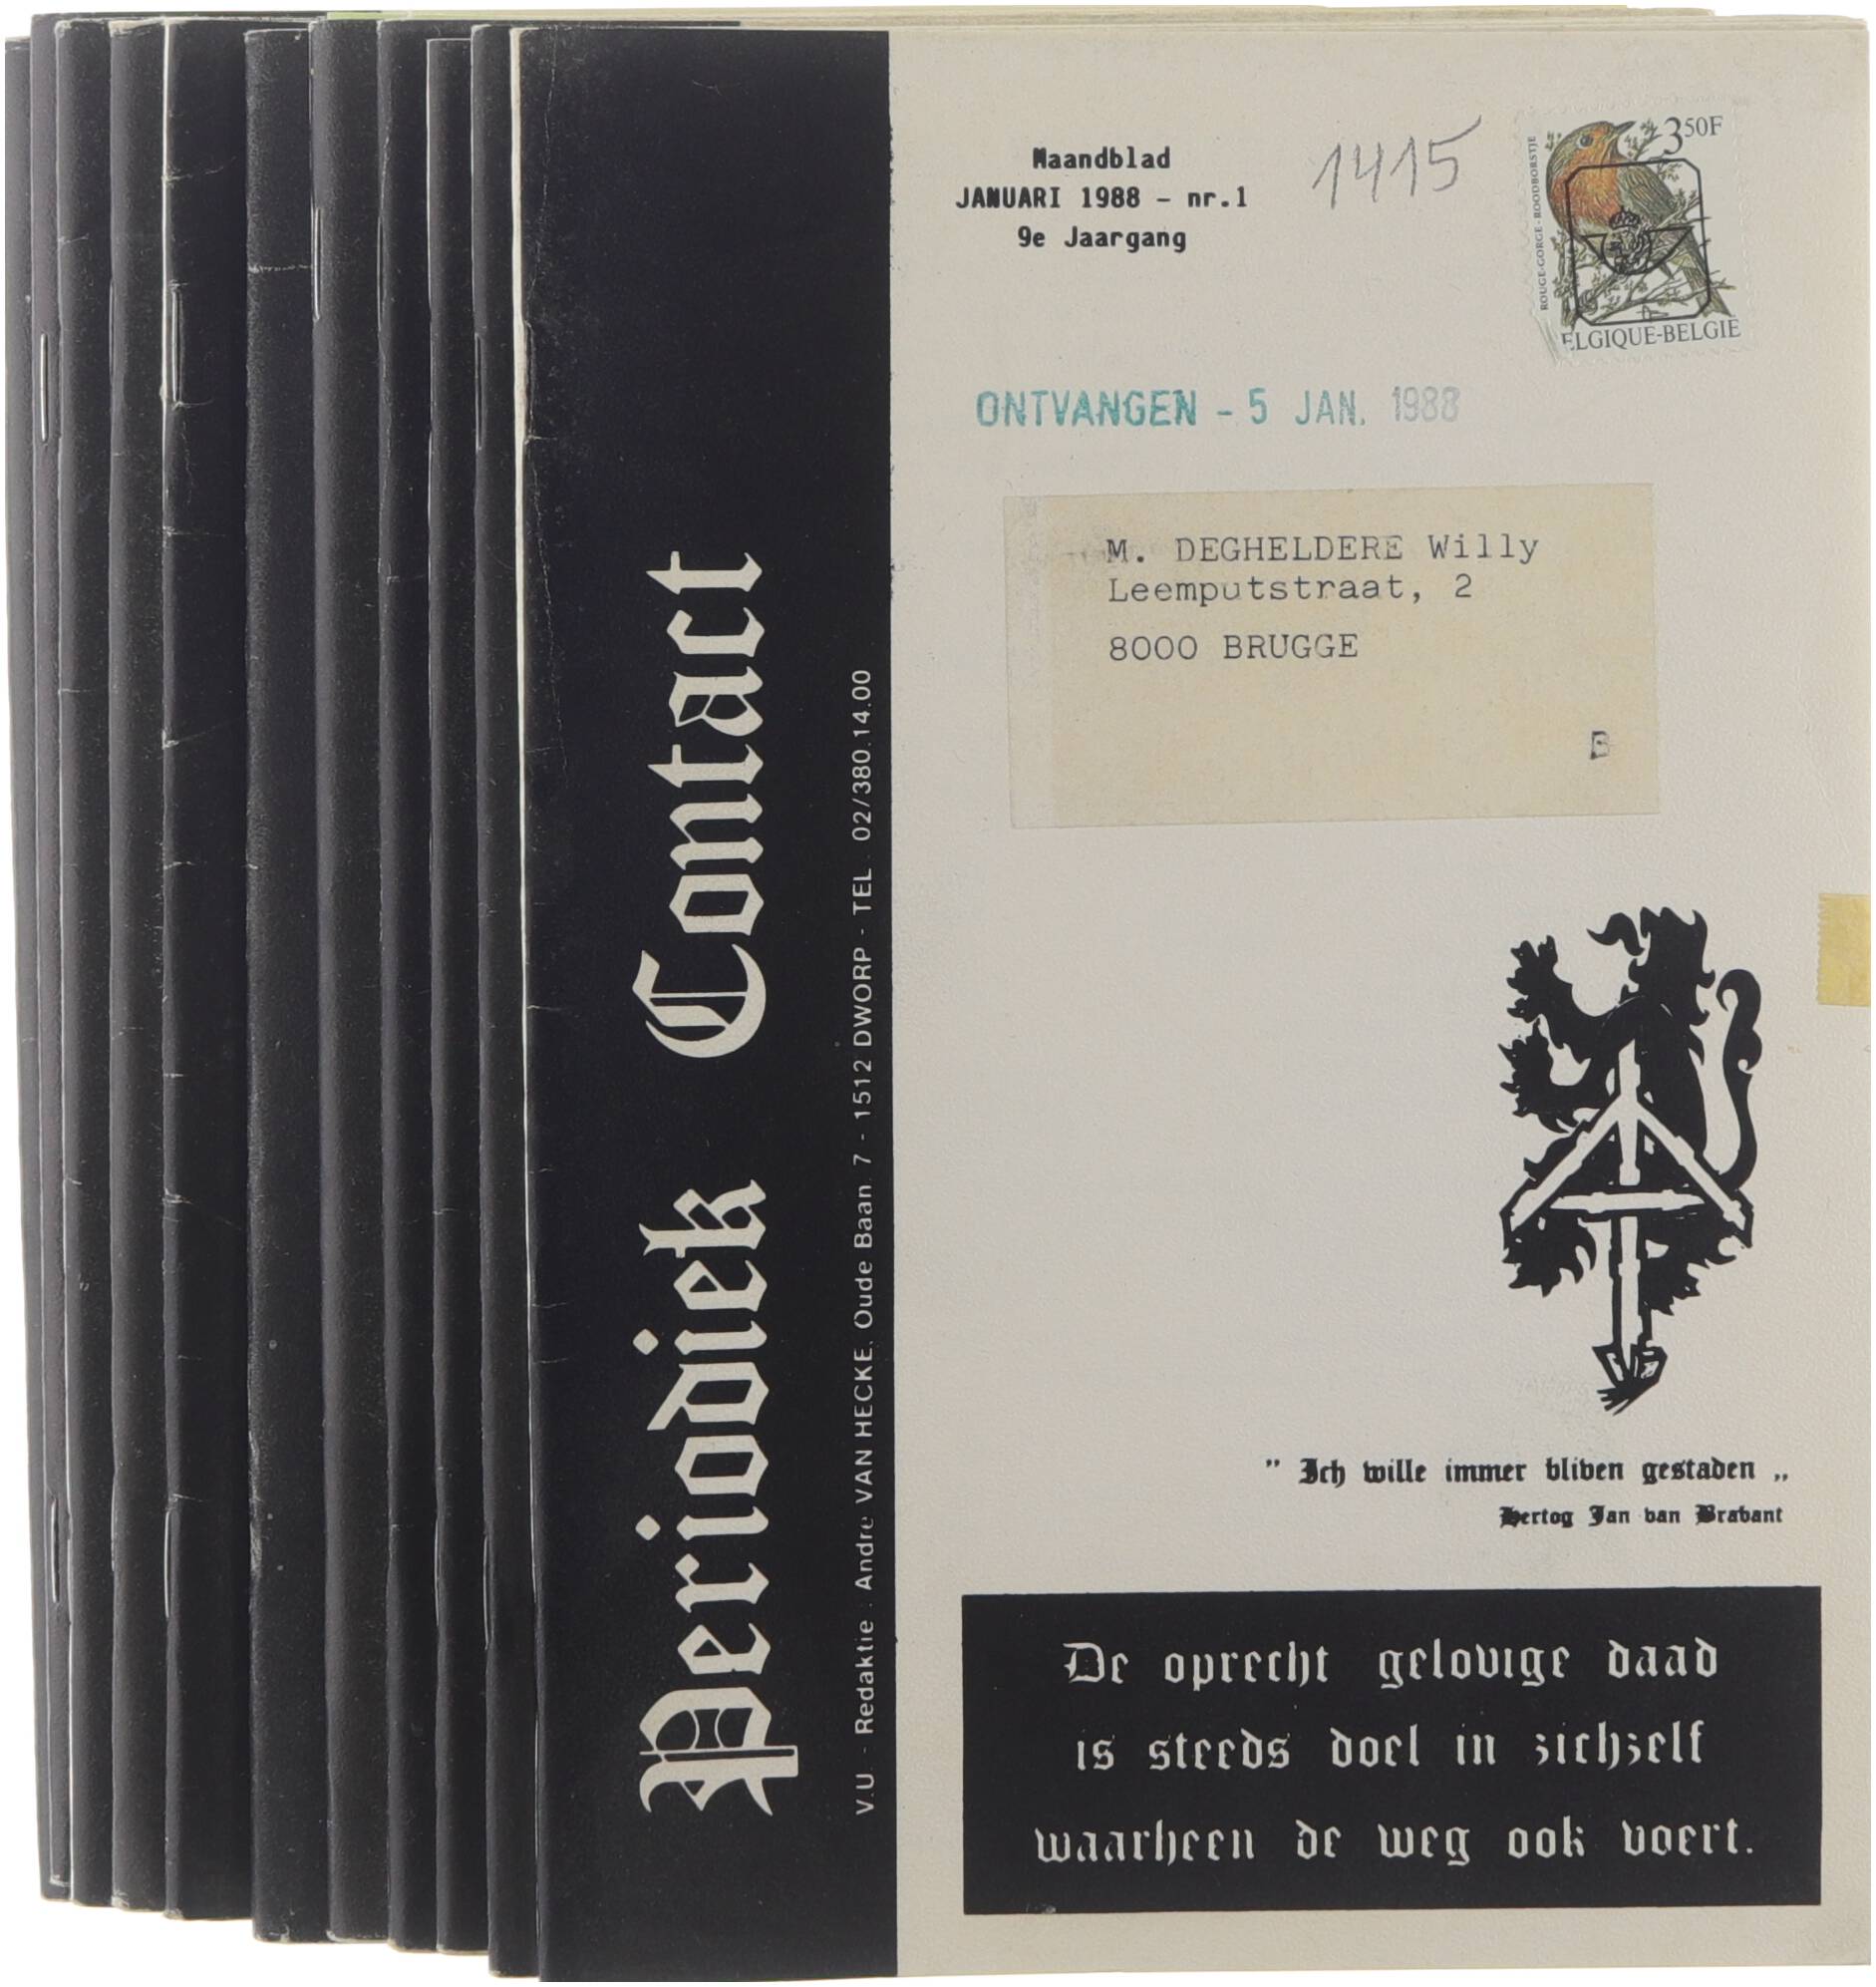 Periodiek Contact
V.U. - Redaktie . Andre VAN HECKE. Oude Baan. 7 - 1512 DWORP - TEL. 02/380.14.00
Maandblad
JANUARI 1988 - nr.1
9e Jaargang
1415
3 50F
ROUGE-GORGE - ROODBORSTJE
ELGIQUE-BELGIE
ONTVANGEN - 5 JAN. 1988
M. DEGHELDERE Willy
Leemputstraat, 2
8000 BRUGGE
B
" Ich wille immer bliven gestaden „
Hertog Jan van Brabant
De oprecht gelovige daad
is steeds doel in zichzelf
waarheen de weg ook voert.